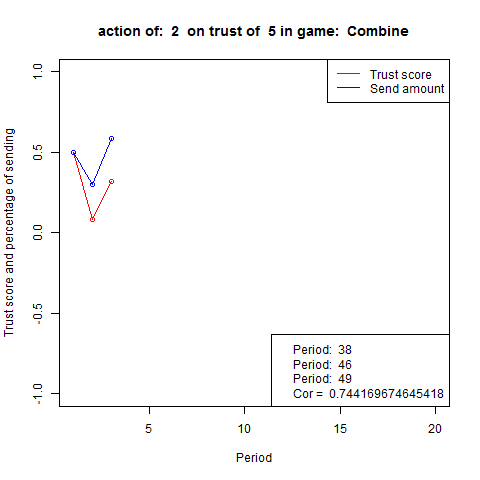 action of:  2  on trust of  5 in game:  Combine
Trust score
Send amount
Trust score and percentage of sending
1.0
0.5
0.0
-0.5
-1.0
Period:  38
Period:  46
Period:  49
Cor =  0.744169674645418
5
10
15
20
Period